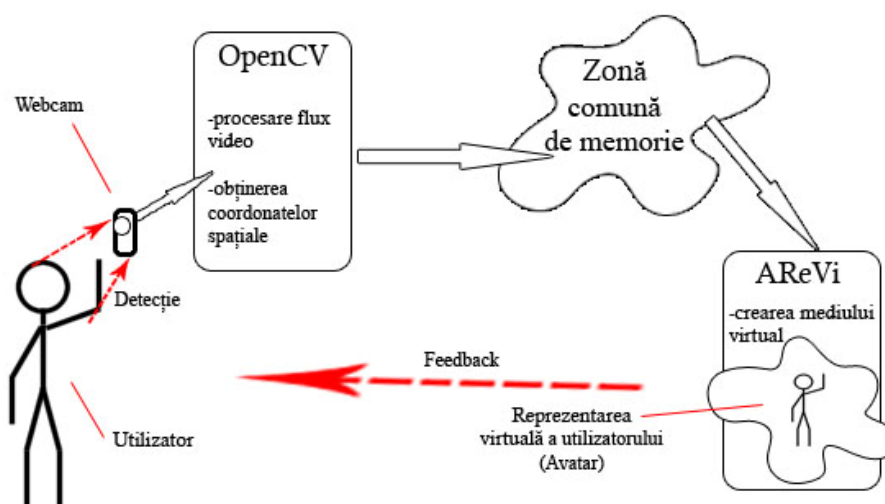 OpenCV
-procesare flux
video
-obținerea
coordonatelor
spațiale
Webcam
Zonă
comună
de memorie
Detecție
AReVi
-crearea mediului
virtual
Feedback
Reprezentarea
virtuală a utilizatorului
(Avatar)
Utilizator